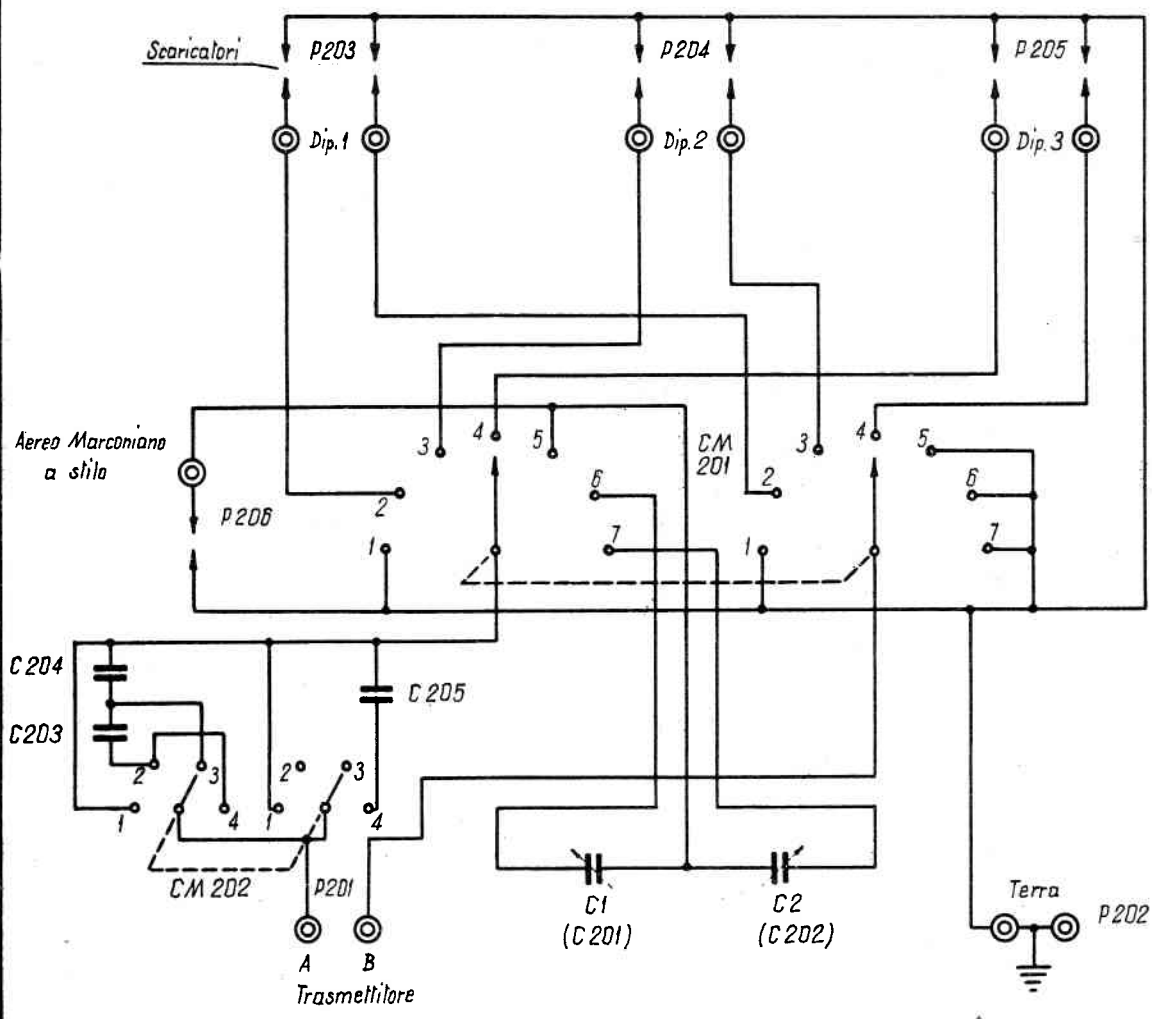 Scaricatori
P203
P204
P205
Dip.1
Dip.2
Dip.3
Aereo Marconiano
a stilo
P206
1
2
3
4
5
6
7
CM
201
1
2
3
4
5
6
7
C204
C203
C205
1
2
3
4
1
2
3
4
CM202
P201
A
B
Trasmettitore
C1
(C201)
C2
(C202)
Terra
P202